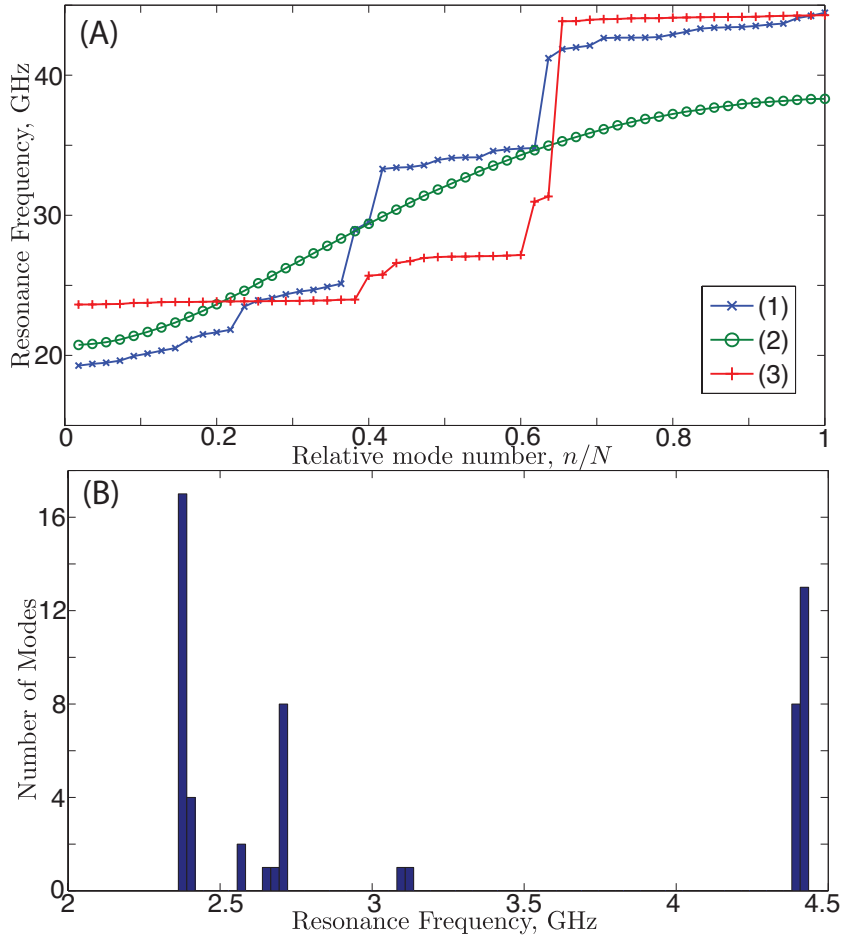 (A)
40
30
20
Resonance Frequency, GHz
(1)
(2)
(3)
0 0.2 0.4 0.6 0.8 1
Relative mode number, n/N
(B)
16
12
8
4
0
Number of Modes
2 2.5 3 3.5 4 4.5
Resonance Frequency, GHz